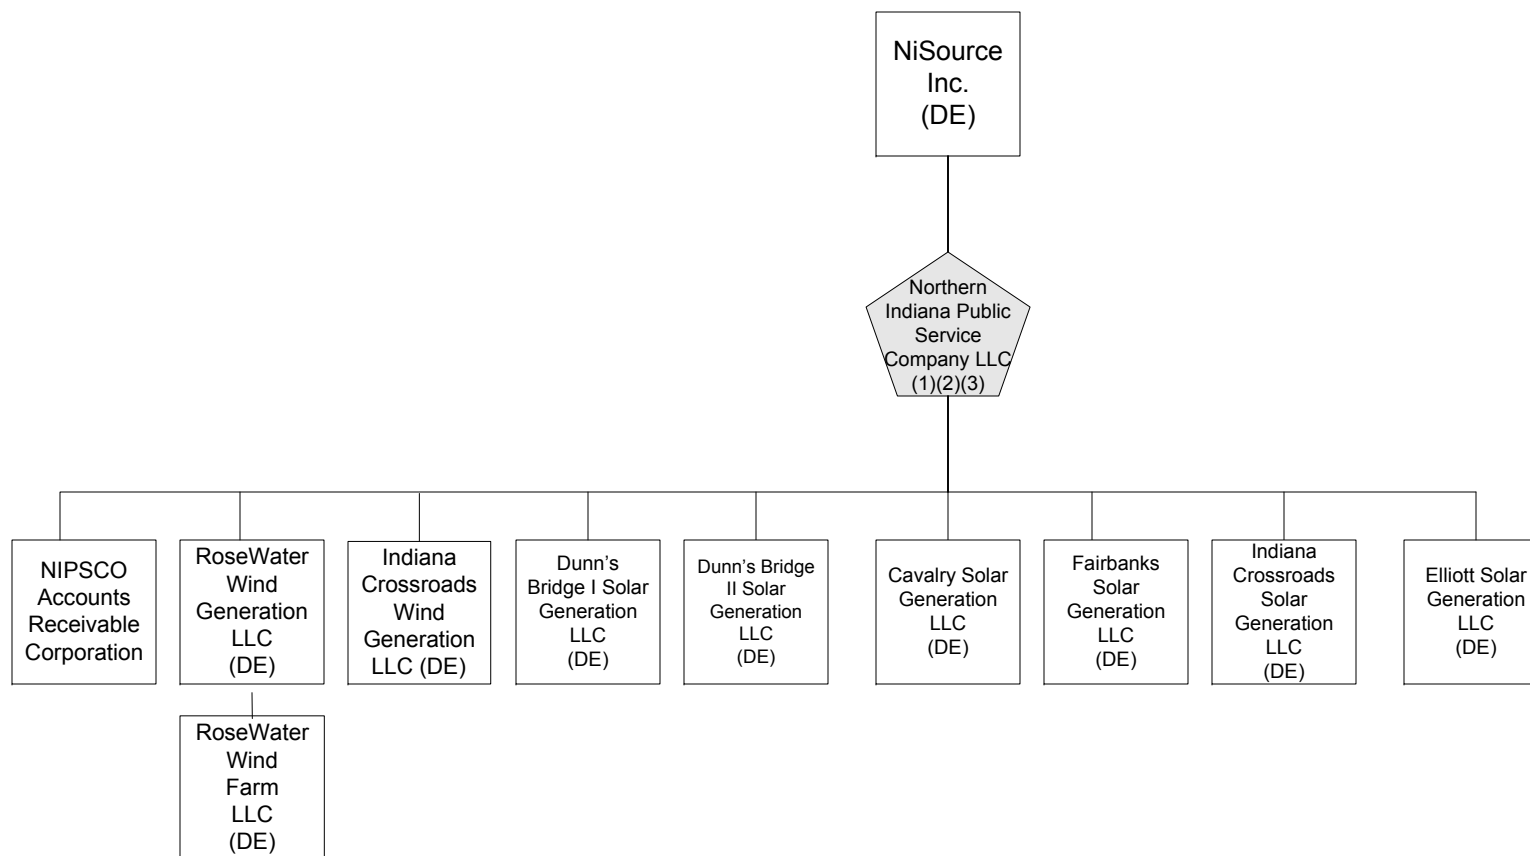 NiSource
Inc.
(DE)
Northern
Indiana Public
Service
Company LLC
(1)(2)(3)
NIPSCO
Accounts
Receivable
Corporation
RoseWater
Wind
Generation
LLC
(DE)
Indiana
Crossroads
Wind
Generation
LLC (DE)
Dunn’s
Bridge I Solar
Generation
LLC
(DE)
Dunn’s Bridge
II Solar
Generation
LLC
(DE)
Cavalry Solar
Generation
LLC
(DE)
Fairbanks
Solar
Generation
LLC
(DE)
Indiana
Crossroads
Solar
Generation
LLC
(DE)
Elliott Solar
Generation
LLC
(DE)
RoseWater
Wind
Farm
LLC
(DE)